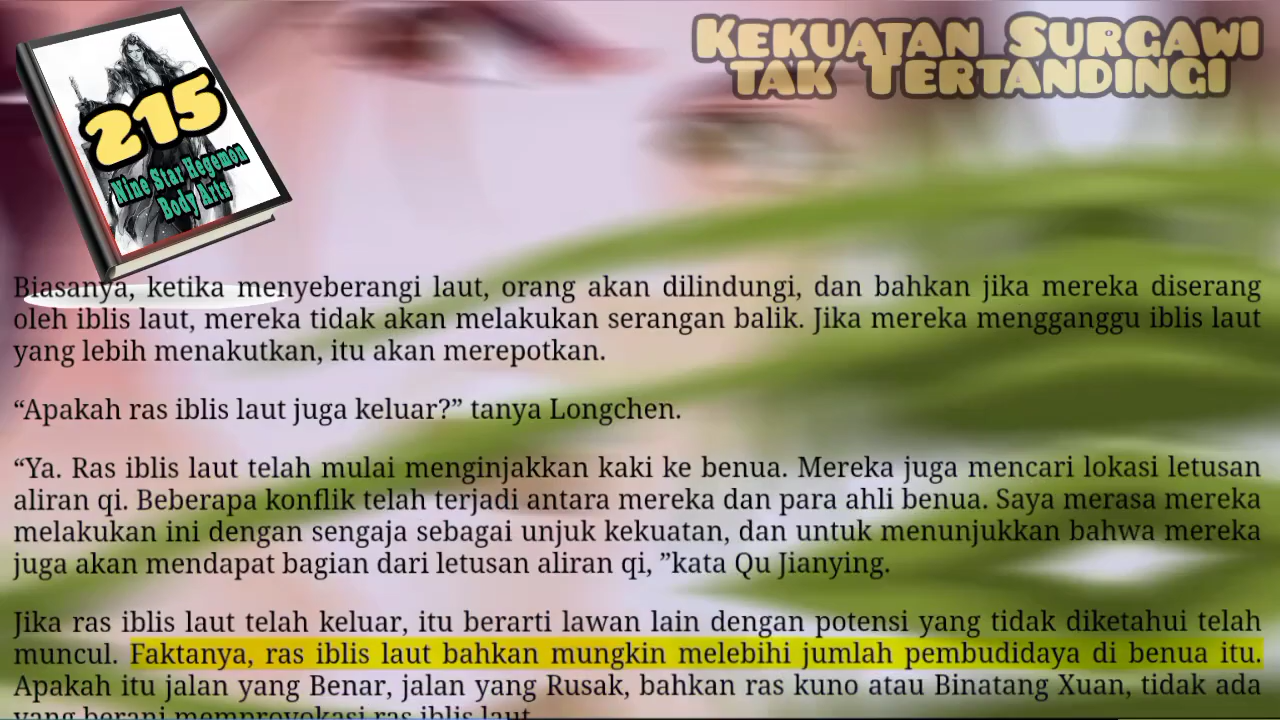 215
Nine Star Hegemon
Body Arts
Kekuatan Surgawi
tak Tertandingi
Biasanya, ketika menyeberangi laut, orang akan dilindungi, dan bahkan jika mereka diserang
oleh iblis laut, mereka tidak akan melakukan serangan balik. Jika mereka mengganggu iblis laut
yang lebih menakutkan, itu akan merepotkan.
“Apakah ras iblis laut juga keluar?” tanya Longchen.
“Ya. Ras iblis laut telah mulai menginjakkan kaki ke benua. Mereka juga mencari lokasi letusan
aliran qi. Beberapa konflik telah terjadi antara mereka dan para ahli benua. Saya merasa mereka
melakukan ini dengan sengaja sebagai unjuk kekuatan, dan untuk menunjukkan bahwa mereka
juga akan mendapat bagian dari letusan aliran qi, ”kata Qu Jianying.
Jika ras iblis laut telah keluar, itu berarti lawan lain dengan potensi yang tidak diketahui telah
muncul. Faktanya, ras iblis laut bahkan mungkin melebihi jumlah pembudidaya di benua itu.
Apakah itu jalan yang Benar, jalan yang Rusak, bahkan ras kuno atau Binatang Xuan, tidak ada
yang berani memprovokasi ras iblis laut.